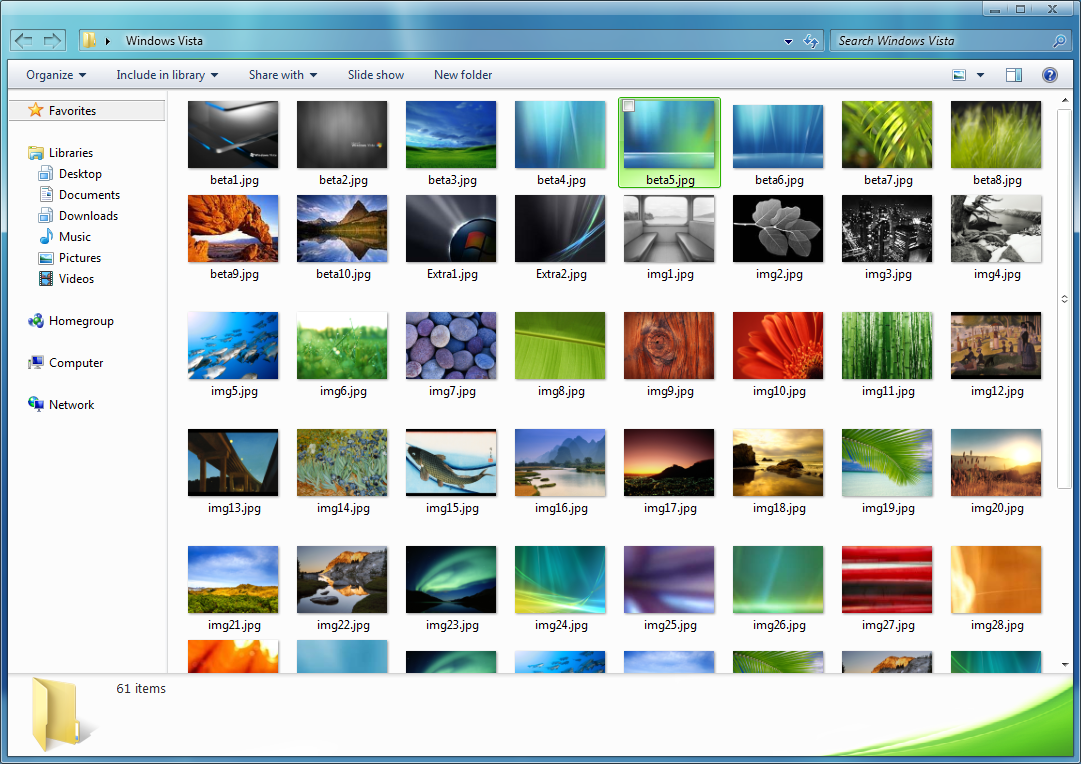 Windows Vista
Search Windows Vista
Organize Include in library Share with Slide show New folder
Favorites
Libraries
Desktop
Documents
Downloads
Music
Pictures
Videos
Homegroup
Computer
Network
beta1.jpg beta2.jpg beta3.jpg beta4.jpg beta5.jpg beta6.jpg beta7.jpg beta8.jpg
beta9.jpg beta10.jpg Extra1.jpg Extra2.jpg img1.jpg img2.jpg img3.jpg img4.jpg
img5.jpg img6.jpg img7.jpg img8.jpg img9.jpg img10.jpg img11.jpg img12.jpg
img13.jpg img14.jpg img15.jpg img16.jpg img17.jpg img18.jpg img19.jpg img20.jpg
img21.jpg img22.jpg img23.jpg img24.jpg img25.jpg img26.jpg img27.jpg img28.jpg
61 items